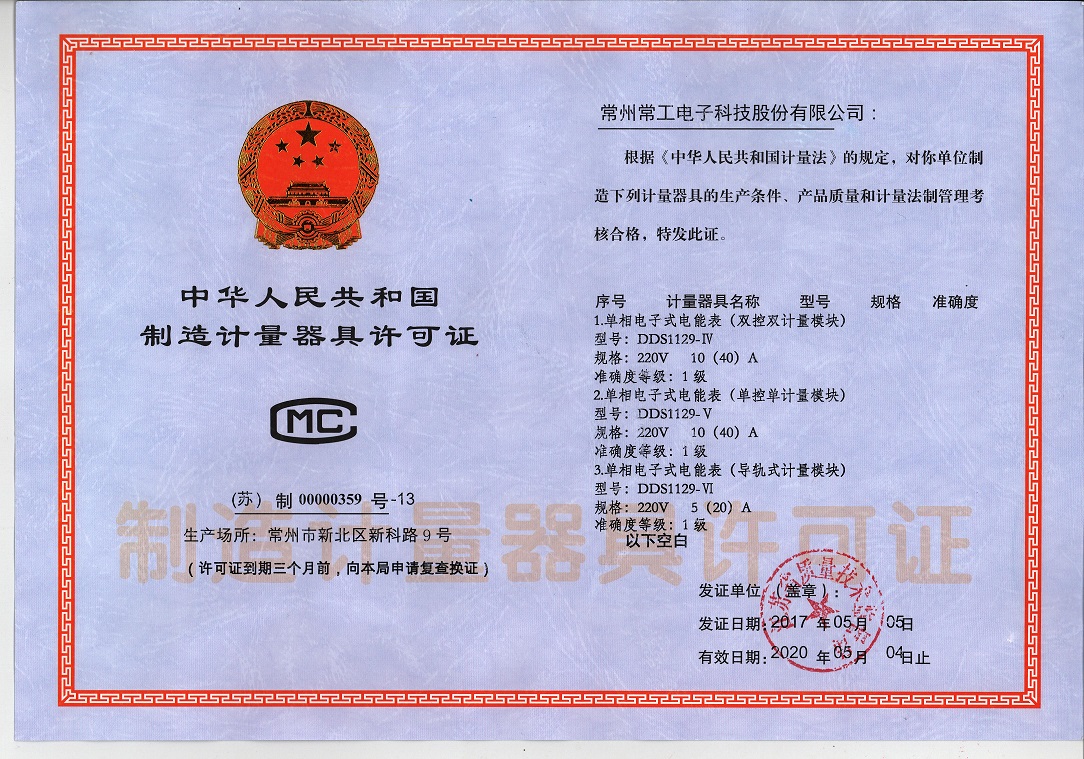 中华人民共和国
制造计量器具许可证
MC
(苏) 制 00000359 号-13
生产场所：常州市新北区新科路 9 号
（许可证到期三个月前，向本局申请复查换证）
常州常工电子科技股份有限公司：
根据《中华人民共和国计量法》的规定，对你单位制
造下列计量器具的生产条件、产品质量和计量法制管理考
核合格，特发此证。
序号 计量器具名称 型号 规格 准确度
1.单相电子式电能表（双控双计量模块）
型号：DDS1129-Ⅳ
规格：220V 10（40）A
准确度等级：1 级
2.单相电子式电能表（单控单计量模块）
型号：DDS1129-Ⅴ
规格：220V 10（40）A
准确度等级：1 级
3.单相电子式电能表（导轨式计量模块）
型号：DDS1129-Ⅵ
规格：220V 5（20）A
准确度等级：1 级
以下空白
制造计量器具许可证
发证单位（盖章）：
发证日期：2017 年 05 月 05 日
有效日期：2020 年 05 月 04 日止